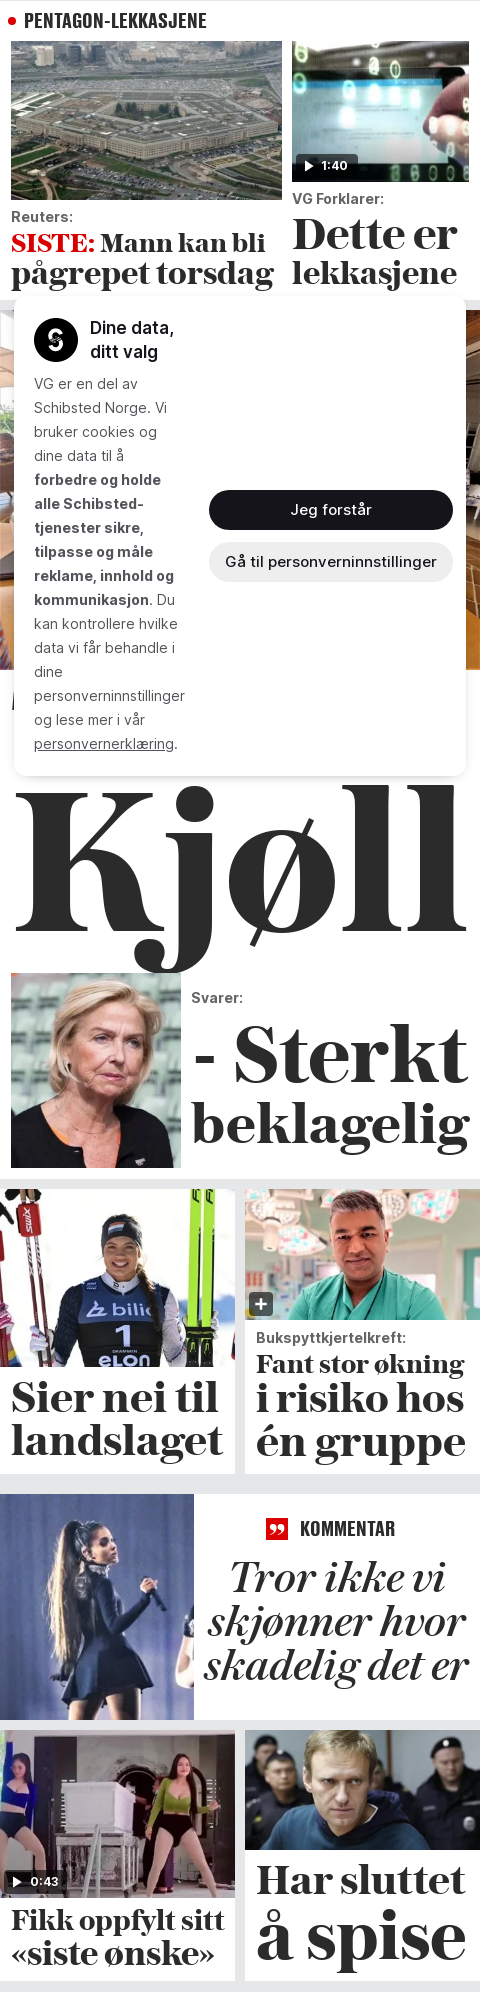 PENTAGON-LEKKASJENE
1:40
Reuters:
SISTE: Mann kan bli
pågrepet torsdag
VG Forklarer:
Dette er
lekkasjene
Dine data,
ditt valg
VG er en del av
Schibsted Norge. Vi
bruker cookies og
dine data til å
forbedre og holde
alle Schibsted-
tjenester sikre,
tilpasse og måle
reklame, innhold og
kommunikasjon. Du
kan kontrollere hvilke
data vi får behandle i
dine
personverninnstillinger
og lese mer i vår
personvernerklæring.
Jeg forstår
Gå til personverninnstillinger
Kjøll
Svarer:
- Sterkt
beklagelig
SWIX
bilio
1
DRAMMEN
elon
Sier nei til
landslaget
Bukspyttkjertelkreft:
Fant stor økning
i risiko hos
én gruppe
KOMMENTAR
Tror ikke vi
skjønner hvor
skadelig det er
0:43
Fikk oppfylt sitt
«siste ønske»
Har sluttet
å spise